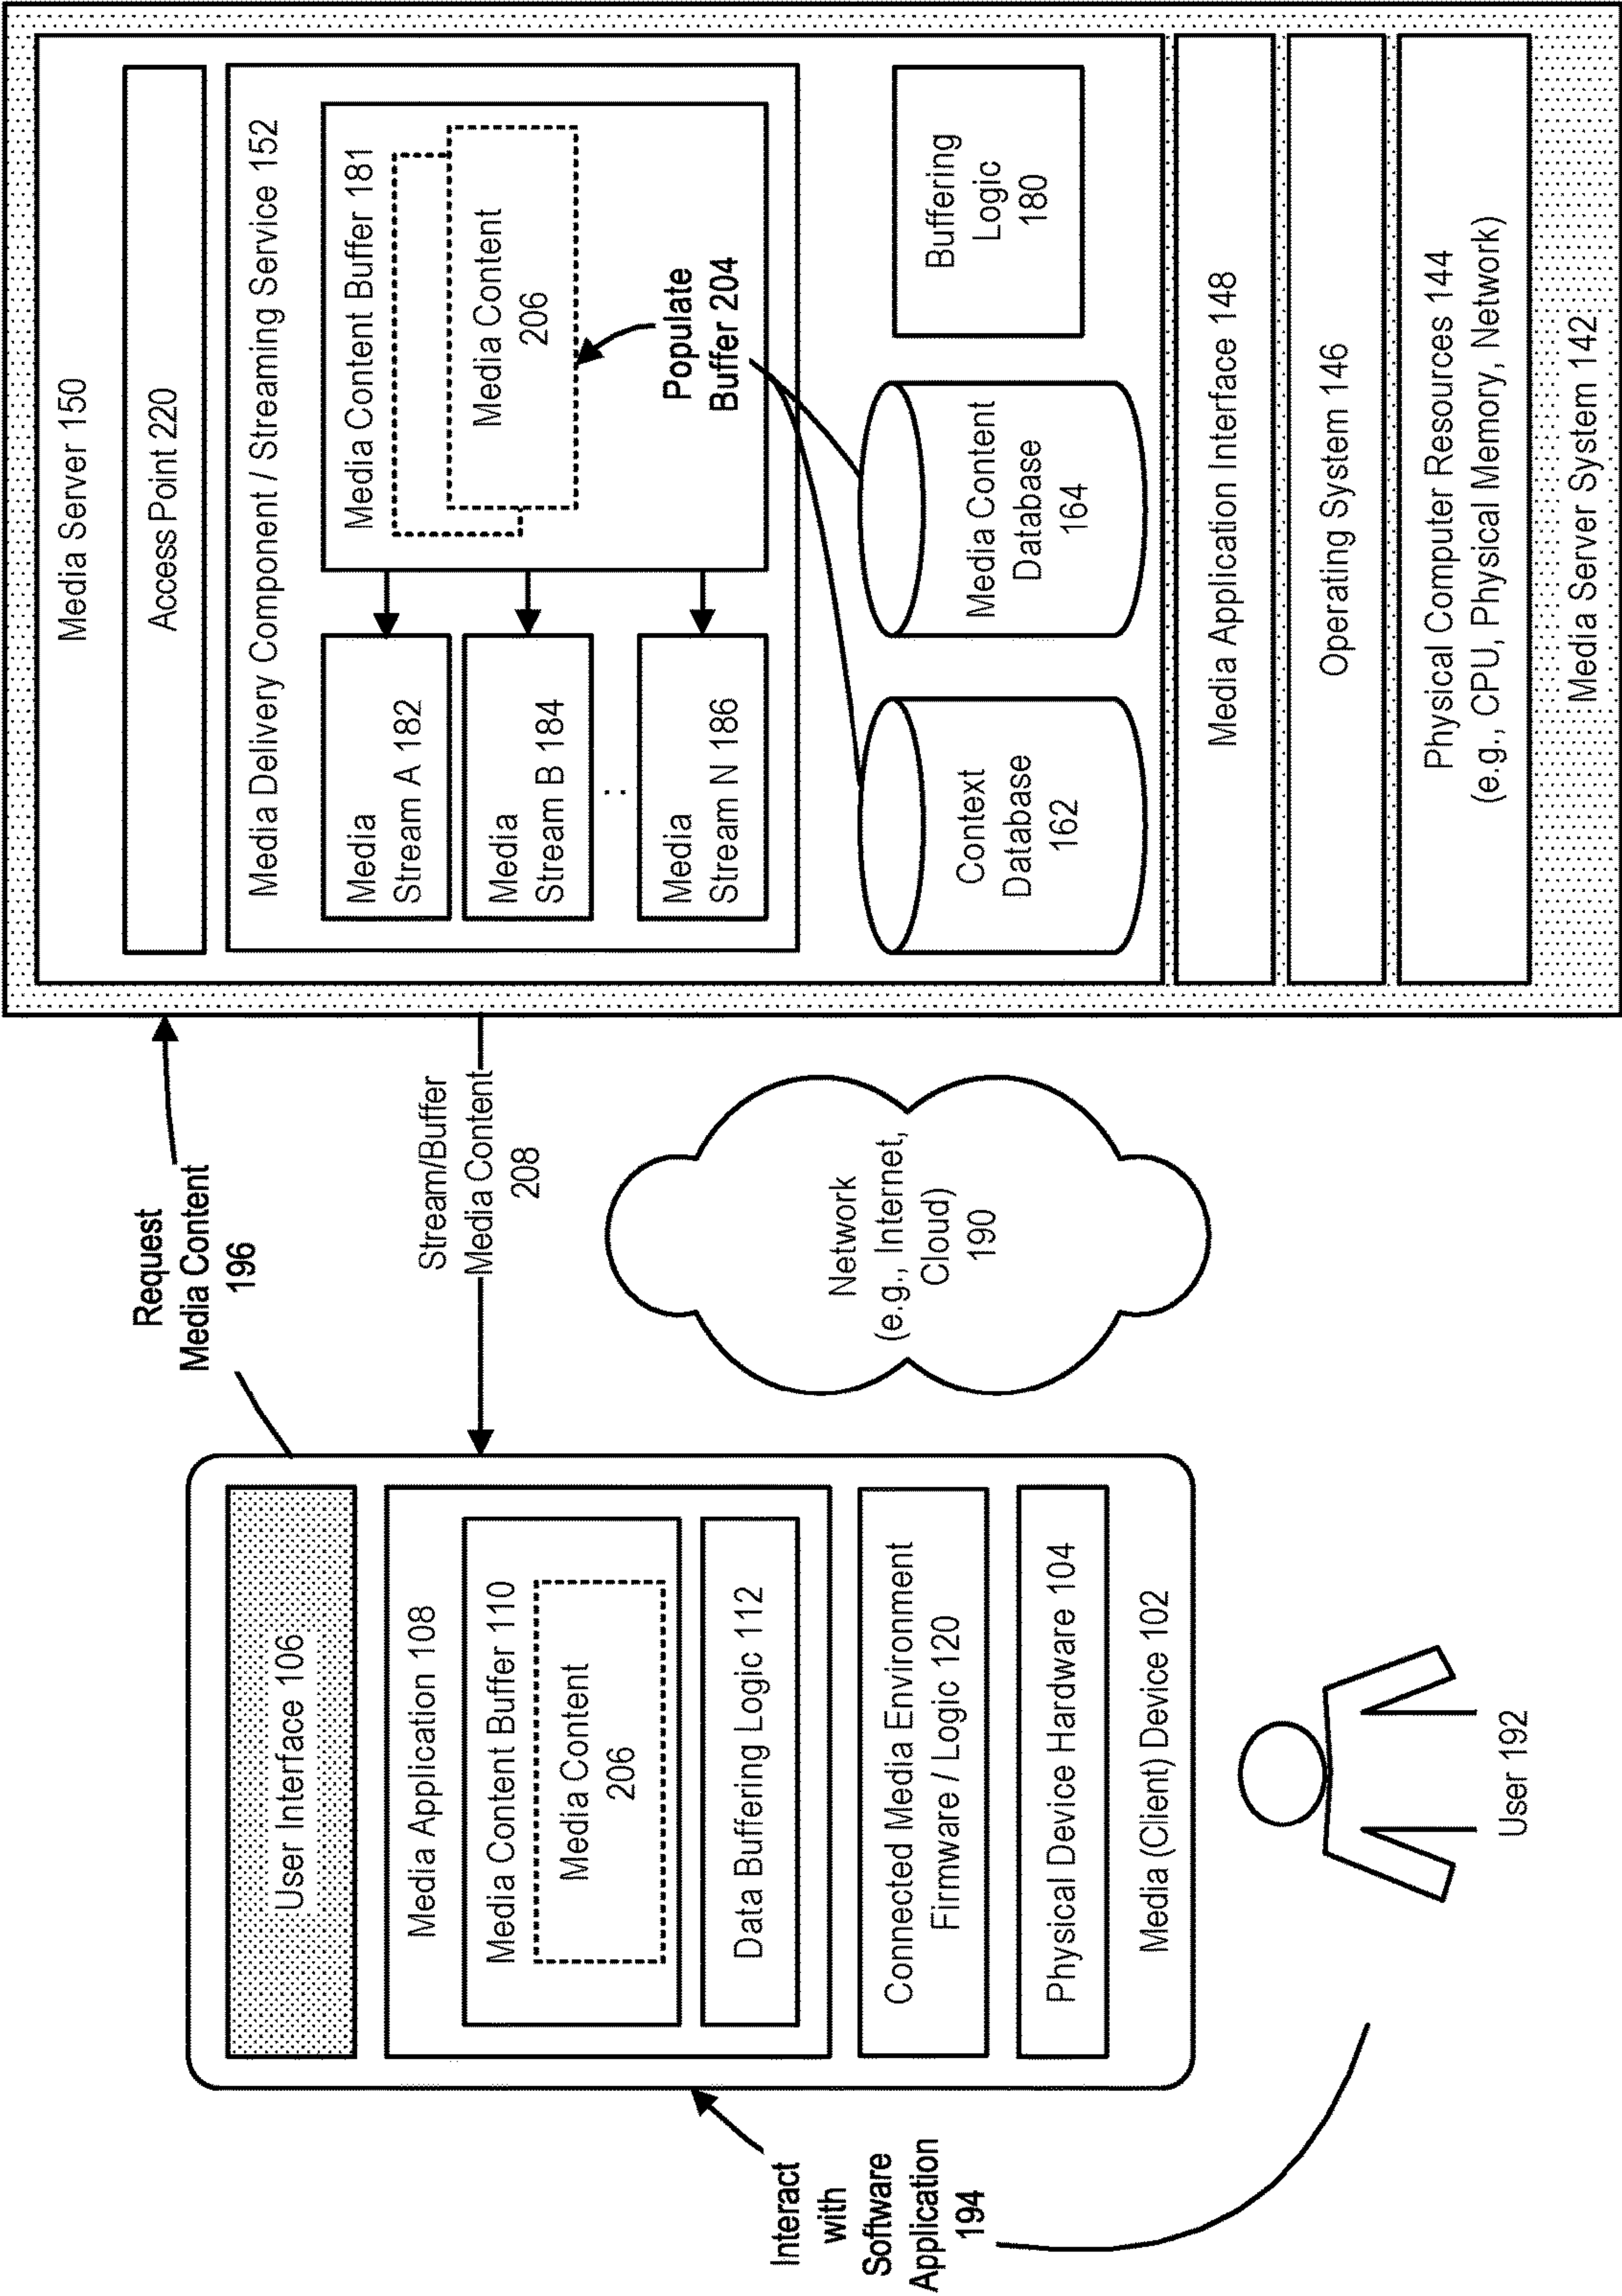 User Interface 106
Media Application 108
Media Content Buffer 110
Media Content
206
Data Buffering Logic 112
Connected Media Environment
Firmware / Logic 120
Physical Device Hardware 104
Media (Client) Device 102
User 192
Interact
with
Software
Application
194
Request
Media Content
196
Stream/Buffer
Media Content
208
Network
(e.g., Internet,
Cloud)
190
Media Server 150
Access Point 220
Media Delivery Component / Streaming Service 152
Media
Stream A 182
Media
Stream B 184
:
Media
Stream N 186
Media Content Buffer 181
Media Content
206
Populate
Buffer 204
Context
Database
162
Media Content
Database
164
Buffering
Logic
180
Media Application Interface 148
Operating System 146
Physical Computer Resources 144
(e.g., CPU, Physical Memory, Network)
Media Server System 142